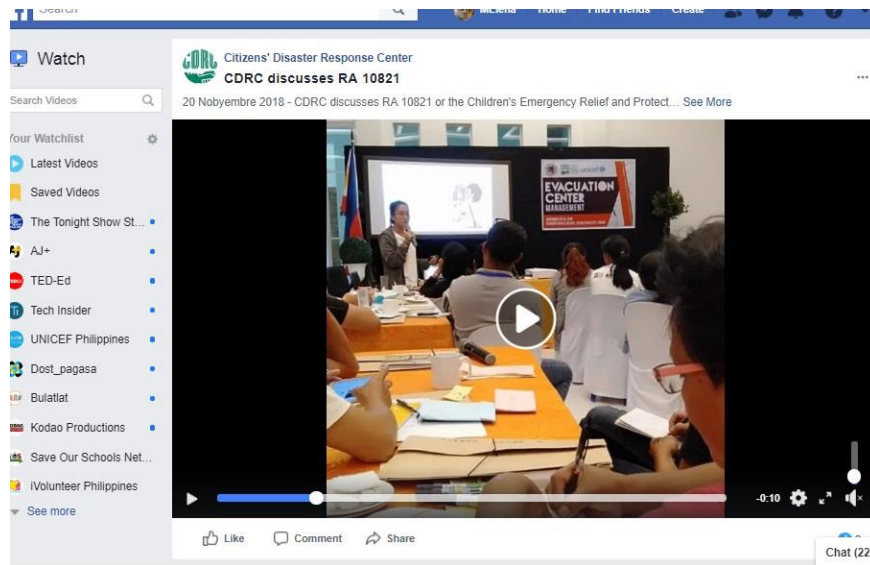 Search
MElena Home Find Friends Create
Watch
Search Videos
Your Watchlist
Latest Videos
Saved Videos
The Tonight Show St...
AJ+
TED-Ed
Tech Insider
UNICEF Philippines
Dost_pagasa
Bulatlat
Kodao Productions
Save Our Schools Net...
iVolunteer Philippines
See more
CDRC
Citizens' Disaster Response Center
CDRC discusses RA 10821
20 Nobyembre 2018 - CDRC discusses RA 10821 or the Children's Emergency Relief and Protect... See More
unicef
EVACUATION
CENTER
MANAGEMENT
-0:10
Like Comment Share
Chat (22